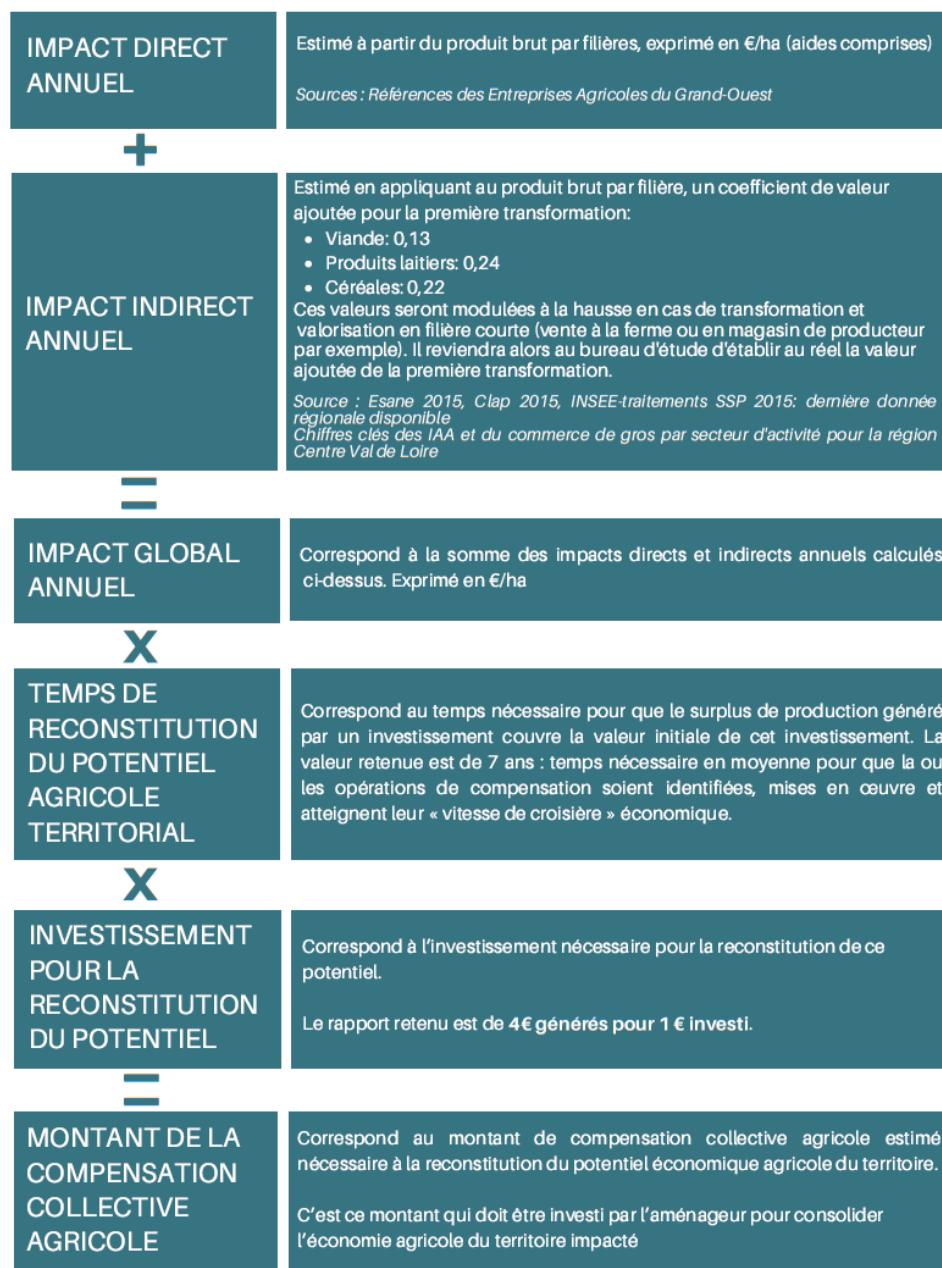 IMPACT DIRECT
ANNUEL
Estimé à partir du produit brut par filières, exprimé en €/ha (aides comprises)
Sources : Références des Entreprises Agricoles du Grand-Ouest
+
IMPACT INDIRECT
ANNUEL
Estimé en appliquant au produit brut par filière, un coefficient de valeur
ajoutée pour la première transformation:
• Viande: 0,13
• Produits laitiers: 0,24
• Céréales: 0,22
Ces valeurs seront modulées à la hausse en cas de transformation et
valorisation en filière courte (vente à la ferme ou en magasin de producteur
par exemple). Il reviendra alors au bureau d'étude d'établir au réel la valeur
ajoutée de la première transformation.
Source : Esane 2015, Clap 2015, INSEE-traitements SSP 2015: dernière donnée
régionale disponible
Chiffres clés des IAA et du commerce de gros par secteur d'activité pour la région
Centre Val de Loire
=
IMPACT GLOBAL
ANNUEL
Correspond à la somme des impacts directs et indirects annuels calculés
ci-dessus. Exprimé en €/ha
X
TEMPS DE
RECONSTITUTION
DU POTENTIEL
AGRICOLE
TERRITORIAL
Correspond au temps nécessaire pour que le surplus de production généré
par un investissement couvre la valeur initiale de cet investissement. La
valeur retenue est de 7 ans : temps nécessaire en moyenne pour que la ou
les opérations de compensation soient identifiées, mises en œuvre et
atteignent leur « vitesse de croisière » économique.
X
INVESTISSEMENT
POUR LA
RECONSTITUTION
DU POTENTIEL
Correspond à l'investissement nécessaire pour la reconstitution de ce
potentiel.
Le rapport retenu est de 4€ générés pour 1 € investi.
=
MONTANT DE LA
COMPENSATION
COLLECTIVE
AGRICOLE
Correspond au montant de compensation collective agricole estimé
nécessaire à la reconstitution du potentiel économique agricole du territoire.
C'est ce montant qui doit être investi par l'aménageur pour consolider
l'économie agricole du territoire impacté